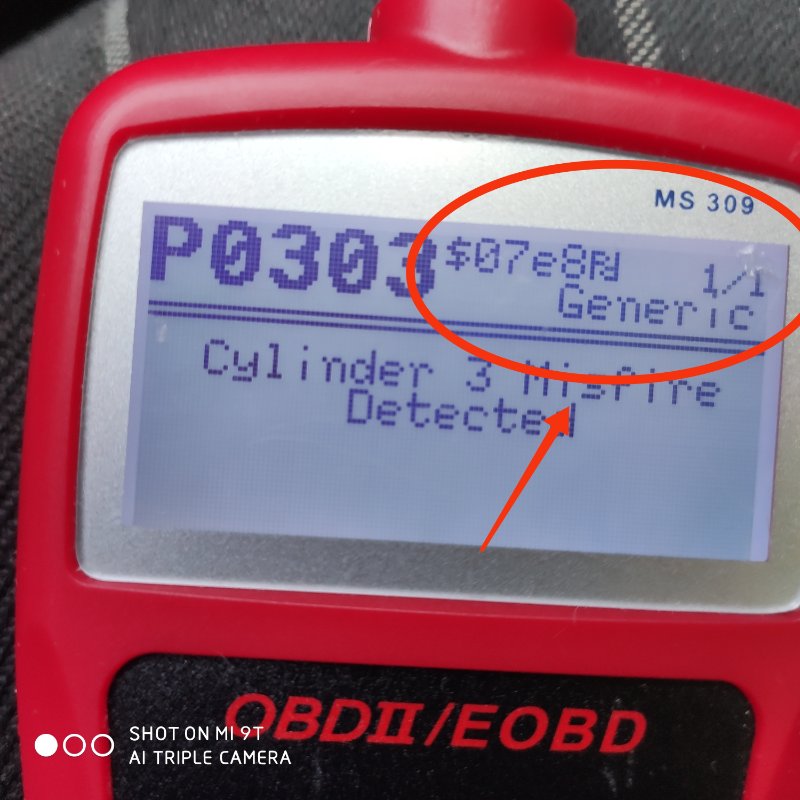 MS 309
P0303 $07e8 1/1
Generic
Cylinder 3 Misfire
Detected
OBDII/EOBD
SHOT ON MI 9T
AI TRIPLE CAMERA